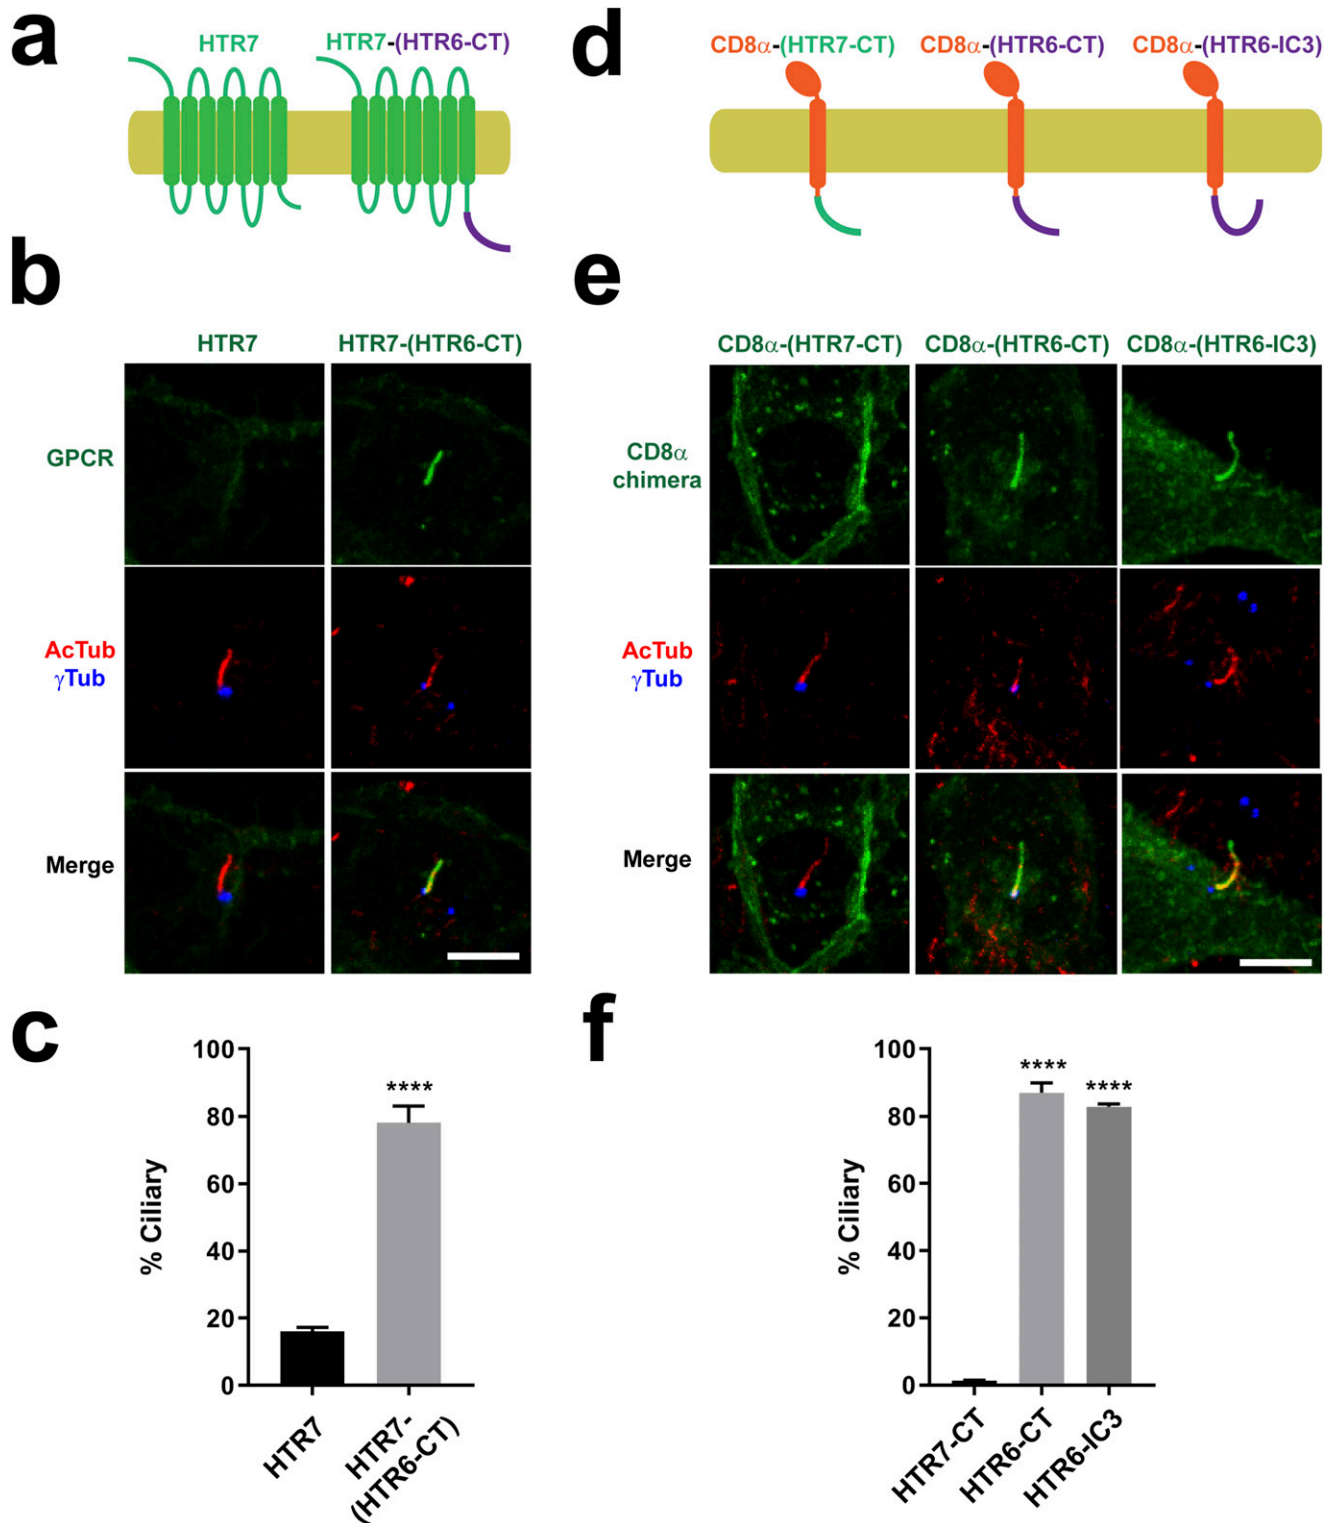 a
HTR7
HTR7-(HTR6-CT)
b
HTR7
HTR7-(HTR6-CT)
GPCR
AcTub
γTub
Merge
c
% Ciliary
100
80
60
40
20
0
****
HTR7
HTR7-
(HTR6-CT)
d
CD8α-(HTR7-CT)
CD8α-(HTR6-CT)
CD8α-(HTR6-IC3)
e
CD8α-(HTR7-CT)
CD8α-(HTR6-CT)
CD8α-(HTR6-IC3)
CD8α
chimera
AcTub
γTub
Merge
f
% Ciliary
100
80
60
40
20
0
****
****
HTR7-CT
HTR6-CT
HTR6-IC3